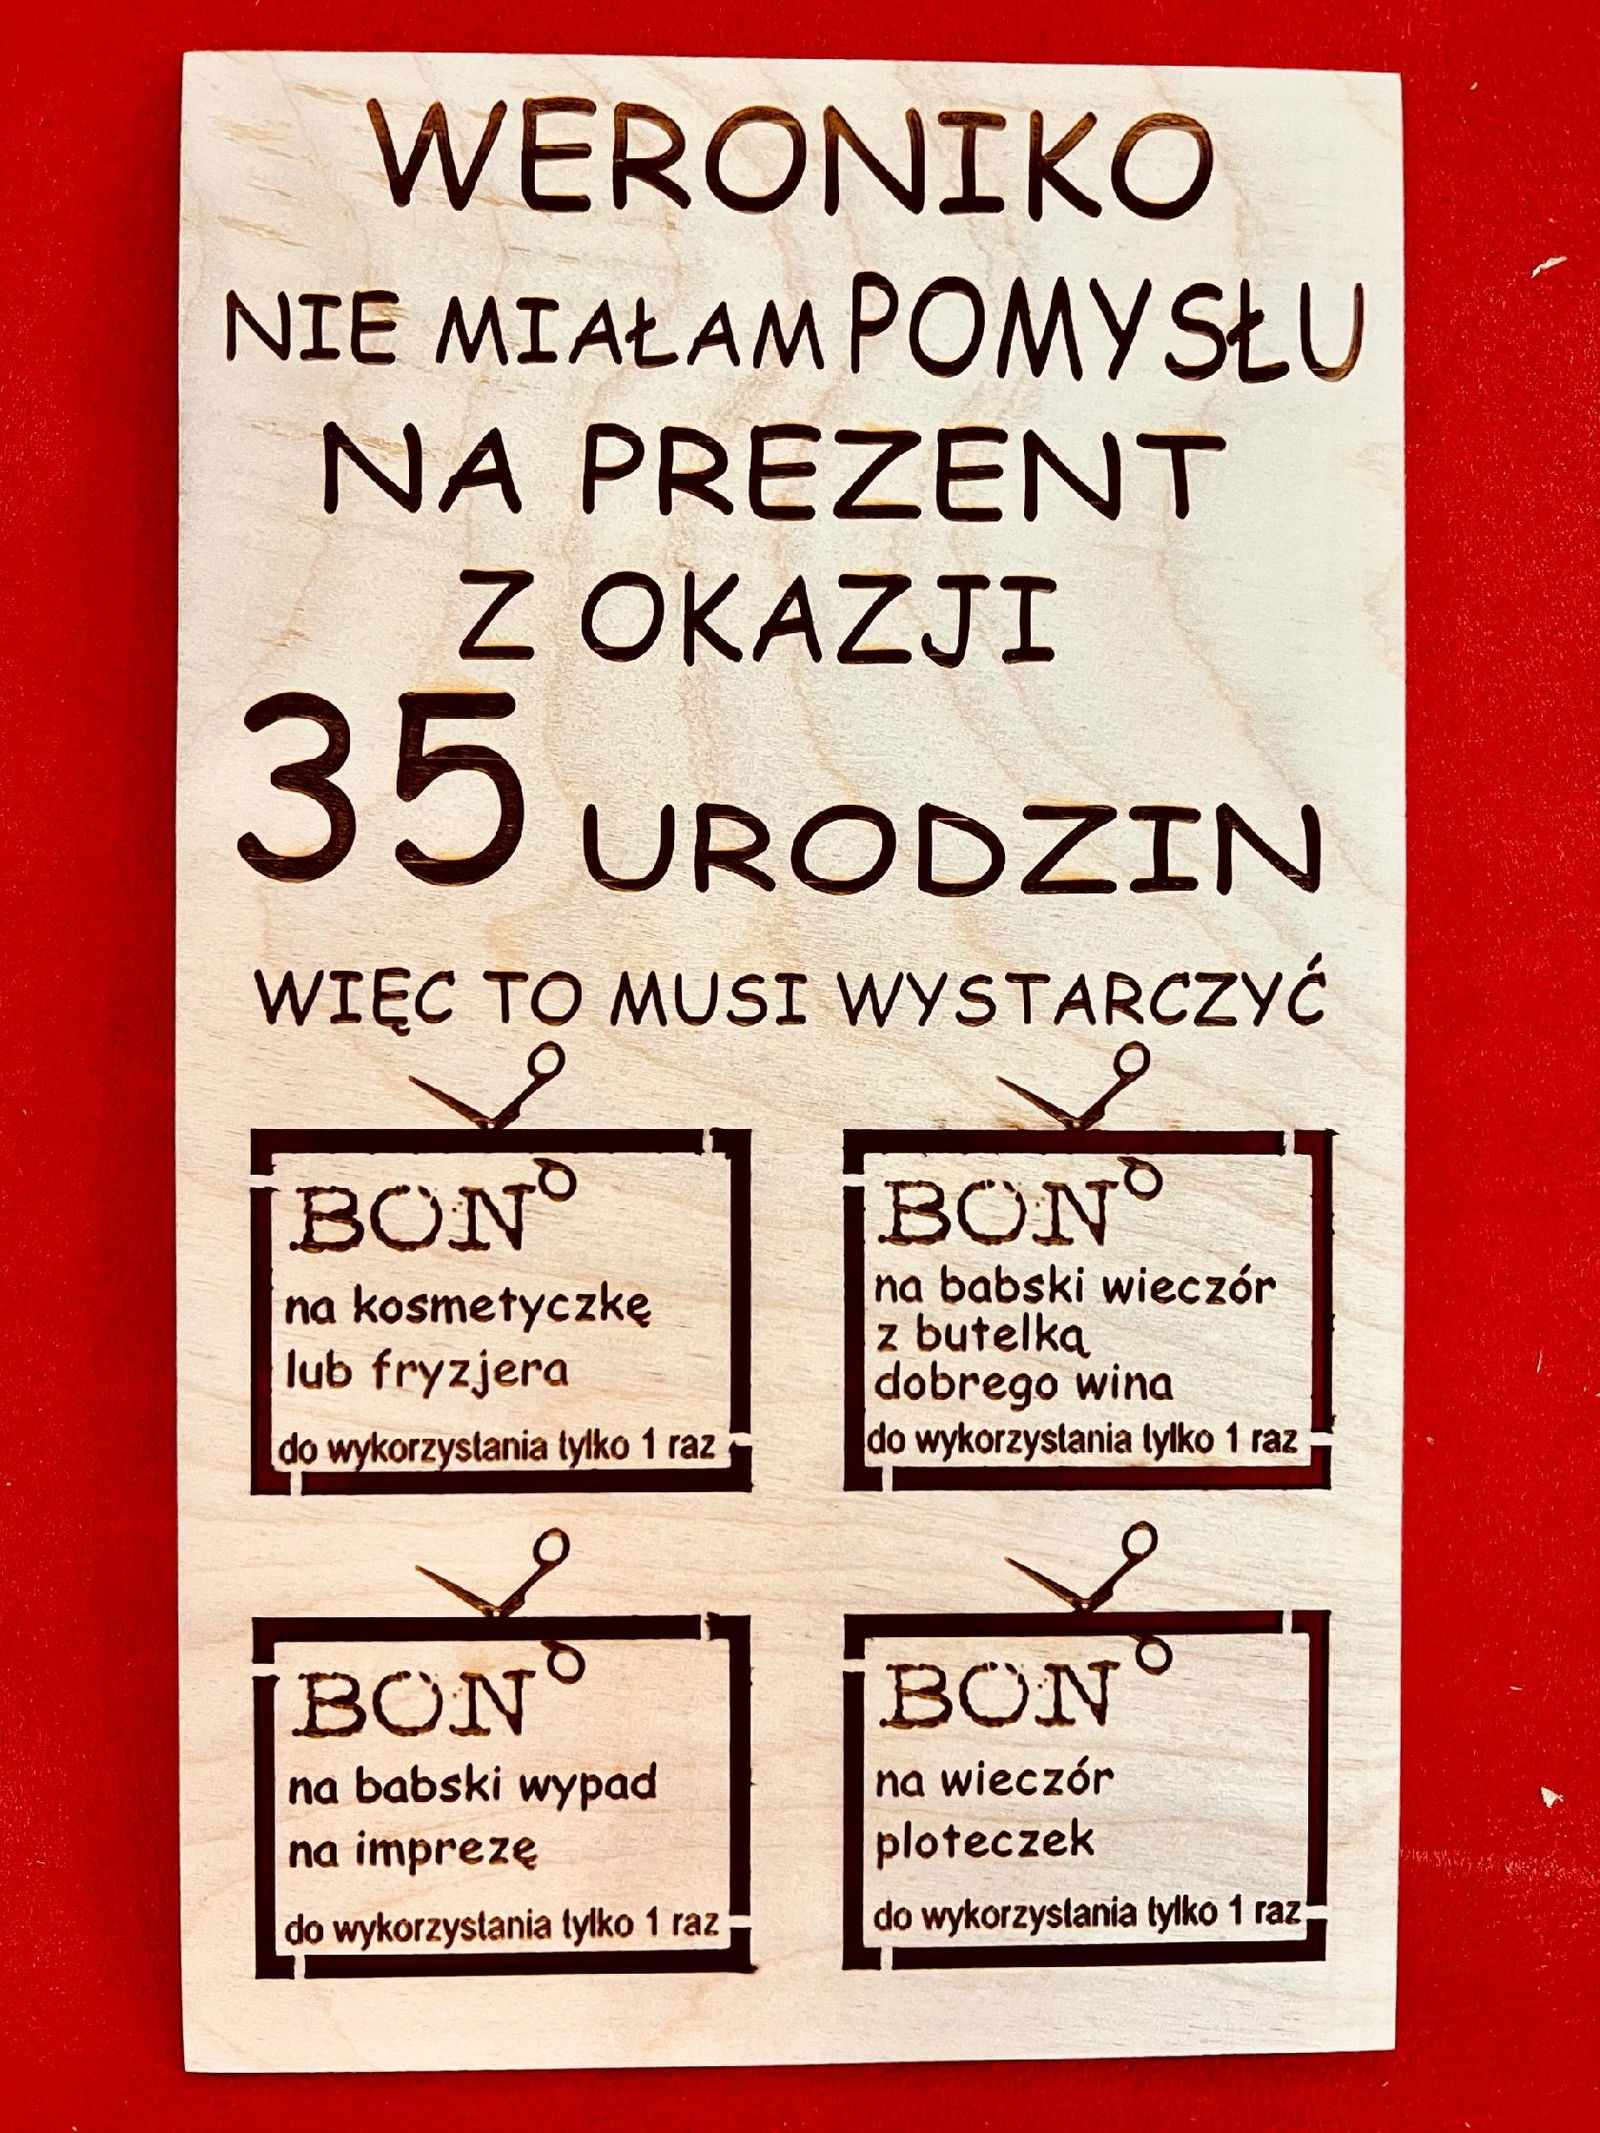 WERONIKO
NIE MIAŁAM POMYSŁU
NA PREZENT
Z OKAZJI
35 URODZIN
WIĘC TO MUSI WYSTARCZYĆ
BON
na kosmetyczkę
lub fryzjera
do wykorzystania tylko 1 raz
BON
na babski wieczór
z butelką
dobrego wina
do wykorzystania tylko 1 raz
BON
na babski wypad
na imprezę
do wykorzystania tylko 1 raz
BON
na wieczór
ploteczek
do wykorzystania tylko 1 raz